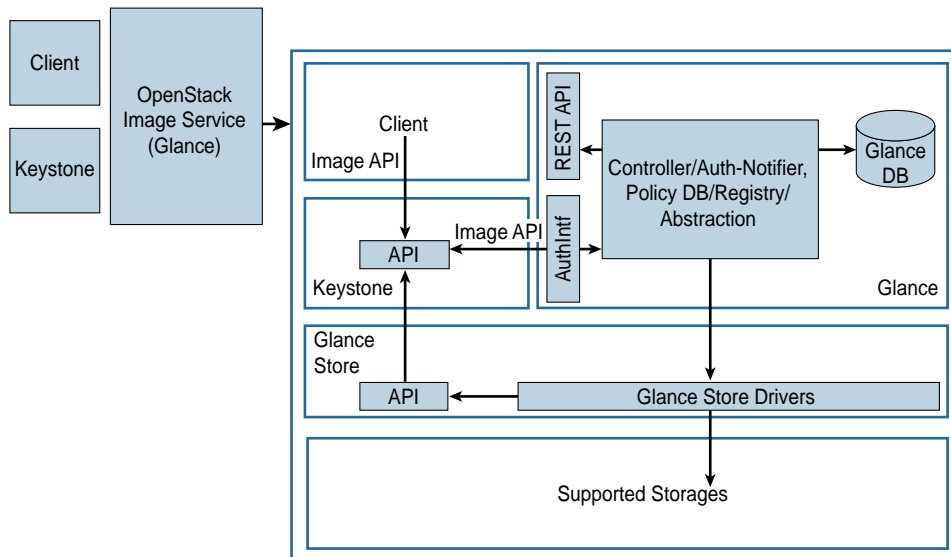 Client
Keystone
OpenStack
Image Service
(Glance)
Client
Image API
API
Keystone
Image API
REST API
AuthIntf
Controller/Auth-Notifier,
Policy DB/Registry/
Abstraction
Glance
DB
Glance
Glance
Store
API
Glance Store Drivers
Supported Storages